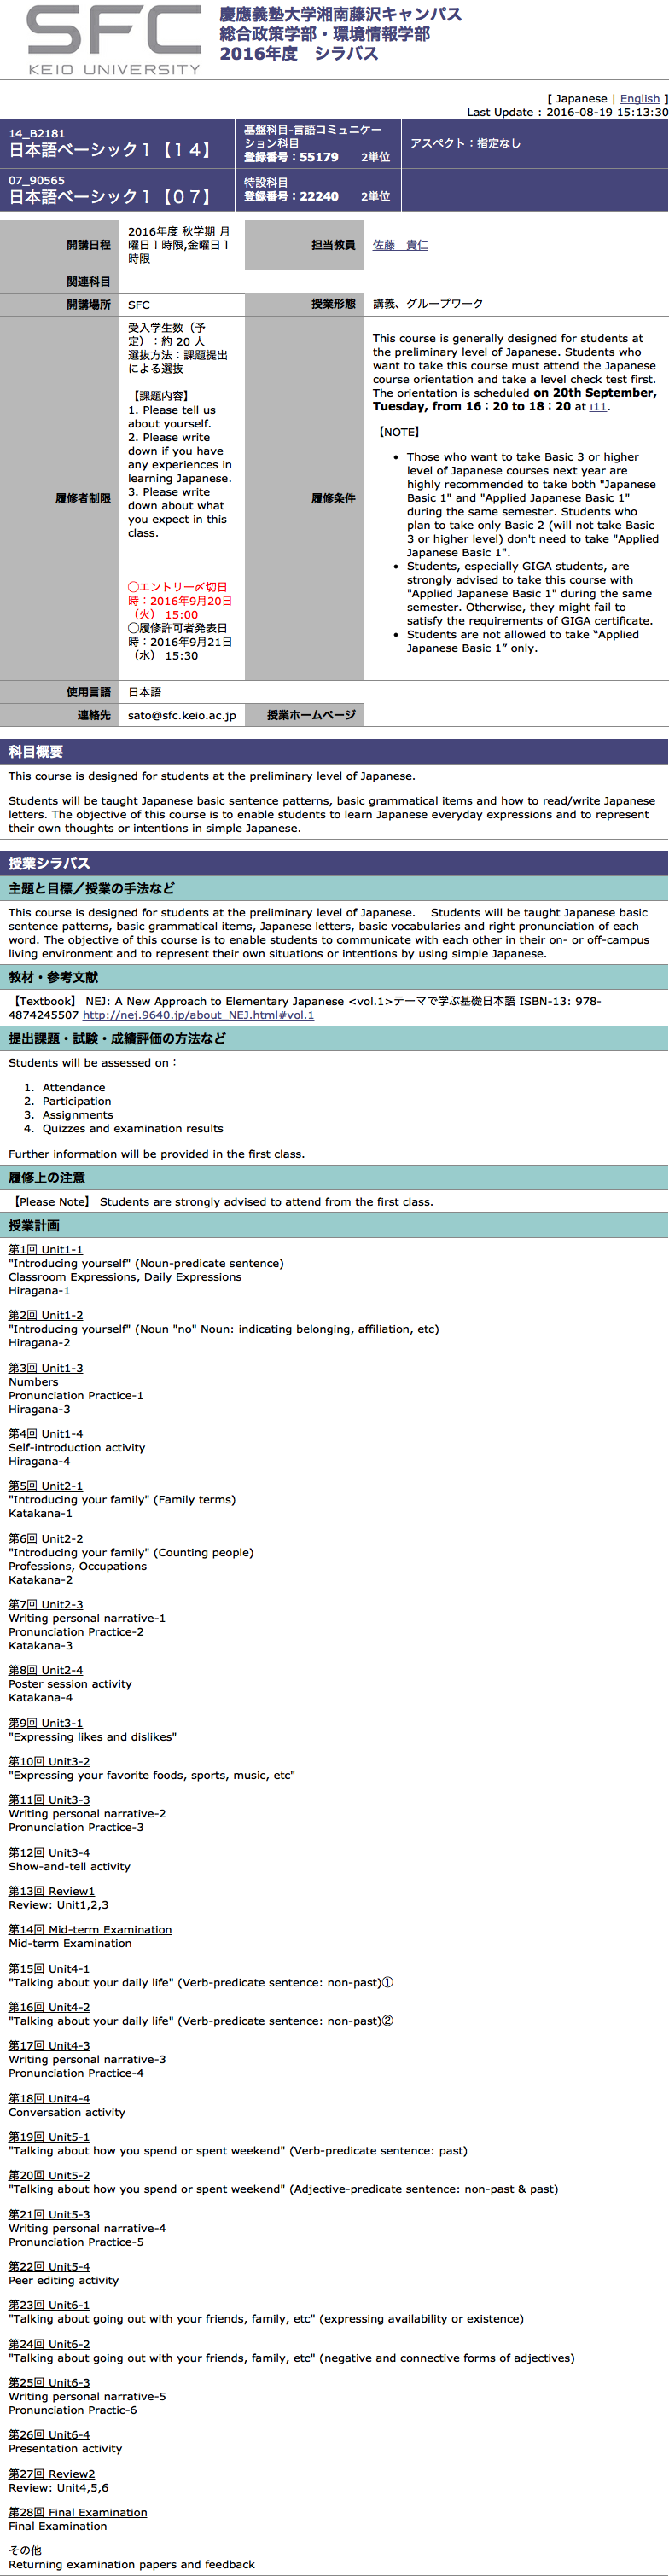 SFC
KEIO UNIVERSITY
慶應義塾大学湘南藤沢キャンパス
総合政策学部・環境情報学部
2016年度　シラバス
[ Japanese | English ]
Last Update : 2016-08-19 15:13:30
14_B2181
日本語ベーシック１【１４】
基盤科目-言語コミュニケー
ション科目
登録番号：55179　　2単位
アスペクト：指定なし
07_90565
日本語ベーシック１【０７】
特設科目
登録番号：22240　　2単位
開講日程
2016年度 秋学期 月
曜日１時限,金曜日１
時限
担当教員
佐藤　貴仁
関連科目
開講場所
SFC
授業形態
講義、グループワーク
履修者制限
受入学生数（予
定）：約 20 人
選抜方法：課題提出
による選抜
【課題内容】
1. Please tell us
about yourself.
2. Please write
down if you have
any experiences in
learning Japanese.
3. Please write
down about what
you expect in this
class.
◯エントリー〆切日
時：2016年9月20日
（火） 15:00
◯履修許可者発表日
時：2016年9月21日
（水） 15:30
履修条件
This course is generally designed for students at
the preliminary level of Japanese. Students who
want to take this course must attend the Japanese
course orientation and take a level check test first.
The orientation is scheduled on 20th September,
Tuesday, from 16：20 to 18：20 at ι11.
【NOTE】
• Those who want to take Basic 3 or higher
level of Japanese courses next year are
highly recommended to take both "Japanese
Basic 1" and "Applied Japanese Basic 1"
during the same semester. Students who
plan to take only Basic 2 (will not take Basic
3 or higher level) don't need to take "Applied
Japanese Basic 1".
• Students, especially GIGA students, are
strongly advised to take this course with
"Applied Japanese Basic 1" during the same
semester. Otherwise, they might fail to
satisfy the requirements of GIGA certificate.
• Students are not allowed to take “Applied
Japanese Basic 1” only.
使用言語
日本語
連絡先
sato@sfc.keio.ac.jp
授業ホームページ
科目概要
This course is designed for students at the preliminary level of Japanese.
Students will be taught Japanese basic sentence patterns, basic grammatical items and how to read/write Japanese
letters. The objective of this course is to enable students to learn Japanese everyday expressions and to represent
their own thoughts or intentions in simple Japanese.
授業シラバス
主題と目標／授業の手法など
This course is designed for students at the preliminary level of Japanese.　Students will be taught Japanese basic
sentence patterns, basic grammatical items, Japanese letters, basic vocabularies and right pronunciation of each
word. The objective of this course is to enable students to communicate with each other in their on- or off-campus
living environment and to represent their own situations or intentions by using simple Japanese.
教材・参考文献
【Textbook】 NEJ: A New Approach to Elementary Japanese <vol.1>テーマで学ぶ基礎日本語 ISBN-13: 978-
4874245507 http://nej.9640.jp/about_NEJ.html#vol.1
提出課題・試験・成績評価の方法など
Students will be assessed on：
1. Attendance
2. Participation
3. Assignments
4. Quizzes and examination results
Further information will be provided in the first class.
履修上の注意
【Please Note】 Students are strongly advised to attend from the first class.
授業計画
第1回 Unit1-1
"Introducing yourself" (Noun-predicate sentence)
Classroom Expressions, Daily Expressions
Hiragana-1
第2回 Unit1-2
"Introducing yourself" (Noun "no" Noun: indicating belonging, affiliation, etc)
Hiragana-2
第3回 Unit1-3
Numbers
Pronunciation Practice-1
Hiragana-3
第4回 Unit1-4
Self-introduction activity
Hiragana-4
第5回 Unit2-1
"Introducing your family" (Family terms)
Katakana-1
第6回 Unit2-2
"Introducing your family" (Counting people)
Professions, Occupations
Katakana-2
第7回 Unit2-3
Writing personal narrative-1
Pronunciation Practice-2
Katakana-3
第8回 Unit2-4
Poster session activity
Katakana-4
第9回 Unit3-1
"Expressing likes and dislikes"
第10回 Unit3-2
"Expressing your favorite foods, sports, music, etc"
第11回 Unit3-3
Writing personal narrative-2
Pronunciation Practice-3
第12回 Unit3-4
Show-and-tell activity
第13回 Review1
Review: Unit1,2,3
第14回 Mid-term Examination
Mid-term Examination
第15回 Unit4-1
"Talking about your daily life" (Verb-predicate sentence: non-past)①
第16回 Unit4-2
"Talking about your daily life" (Verb-predicate sentence: non-past)②
第17回 Unit4-3
Writing personal narrative-3
Pronunciation Practice-4
第18回 Unit4-4
Conversation activity
第19回 Unit5-1
"Talking about how you spend or spent weekend" (Verb-predicate sentence: past)
第20回 Unit5-2
"Talking about how you spend or spent weekend" (Adjective-predicate sentence: non-past & past)
第21回 Unit5-3
Writing personal narrative-4
Pronunciation Practice-5
第22回 Unit5-4
Peer editing activity
第23回 Unit6-1
"Talking about going out with your friends, family, etc" (expressing availability or existence)
第24回 Unit6-2
"Talking about going out with your friends, family, etc" (negative and connective forms of adjectives)
第25回 Unit6-3
Writing personal narrative-5
Pronunciation Practic-6
第26回 Unit6-4
Presentation activity
第27回 Review2
Review: Unit4,5,6
第28回 Final Examination
Final Examination
その他
Returning examination papers and feedback